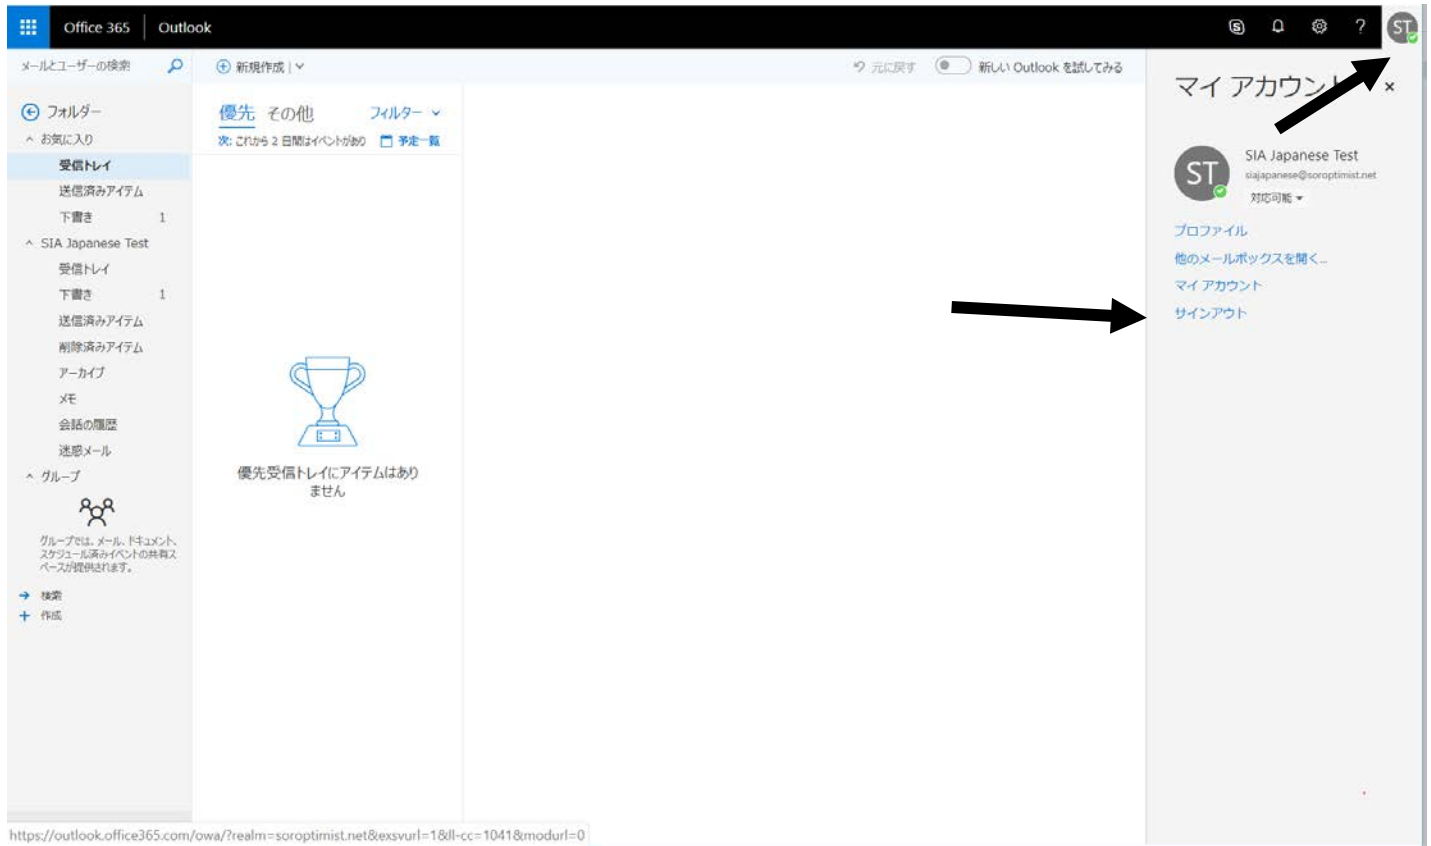 Office 365 Outlook
ST
メールとユーザーの検索
新規作成
元に戻す
新しい Outlook を試してみる
フォルダー
お気に入り
受信トレイ
送信済みアイテム
下書き 1
SIA Japanese Test
受信トレイ
下書き 1
送信済みアイテム
削除済みアイテム
アーカイブ
メモ
会話の履歴
迷惑メール
グループ
グループでは、メール、ドキュメント、
スケジュール済みイベントの共有ス
ペースが提供されます。
検索
作成
優先 その他 フィルター
次: これから 2 日間はイベントがあり 予定一覧
優先受信トレイにアイテムはあり
ません
マイ アカウント ×
ST
SIA Japanese Test
siajapanese@soroptimist.net
対応可能
プロファイル
他のメールボックスを開く...
マイ アカウント
サインアウト
https://outlook.office365.com/owa/?realm=soroptimist.net&exsvurl=1&ll-cc=1041&modurl=0